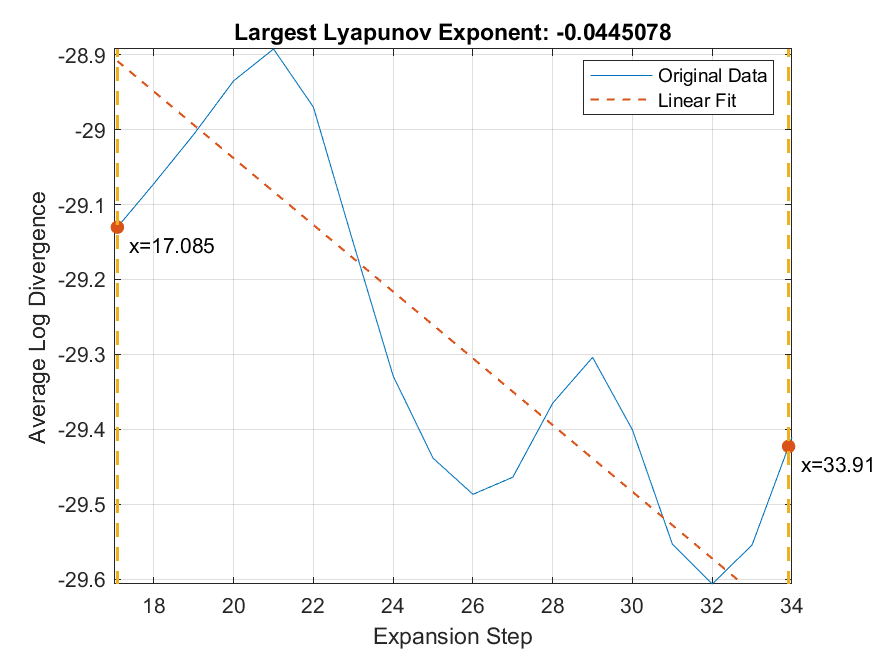 Largest Lyapunov Exponent: -0.0445078
Original Data
Linear Fit
Average Log Divergence
-28.9
-29
-29.1
-29.2
-29.3
-29.4
-29.5
-29.6
x=17.085
x=33.91
18 20 22 24 26 28 30 32 34
Expansion Step